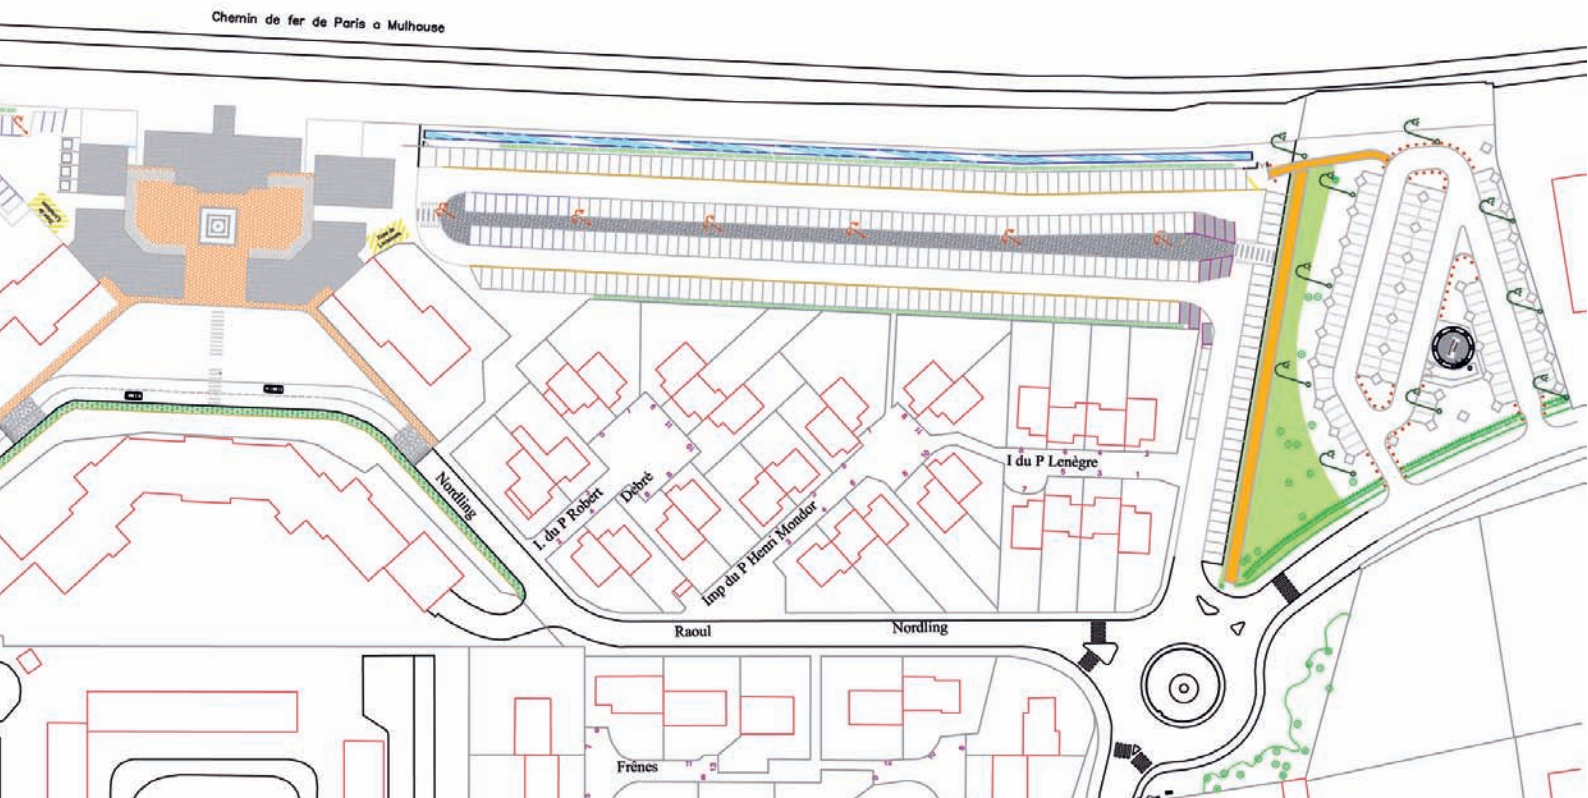 Chemin de fer de Paris a Mulhouse
Nordling
I. du P Robert
Debré
Imp du P Henri Mondor
I du P Lenègre
Raoul
Nordling
Frênes